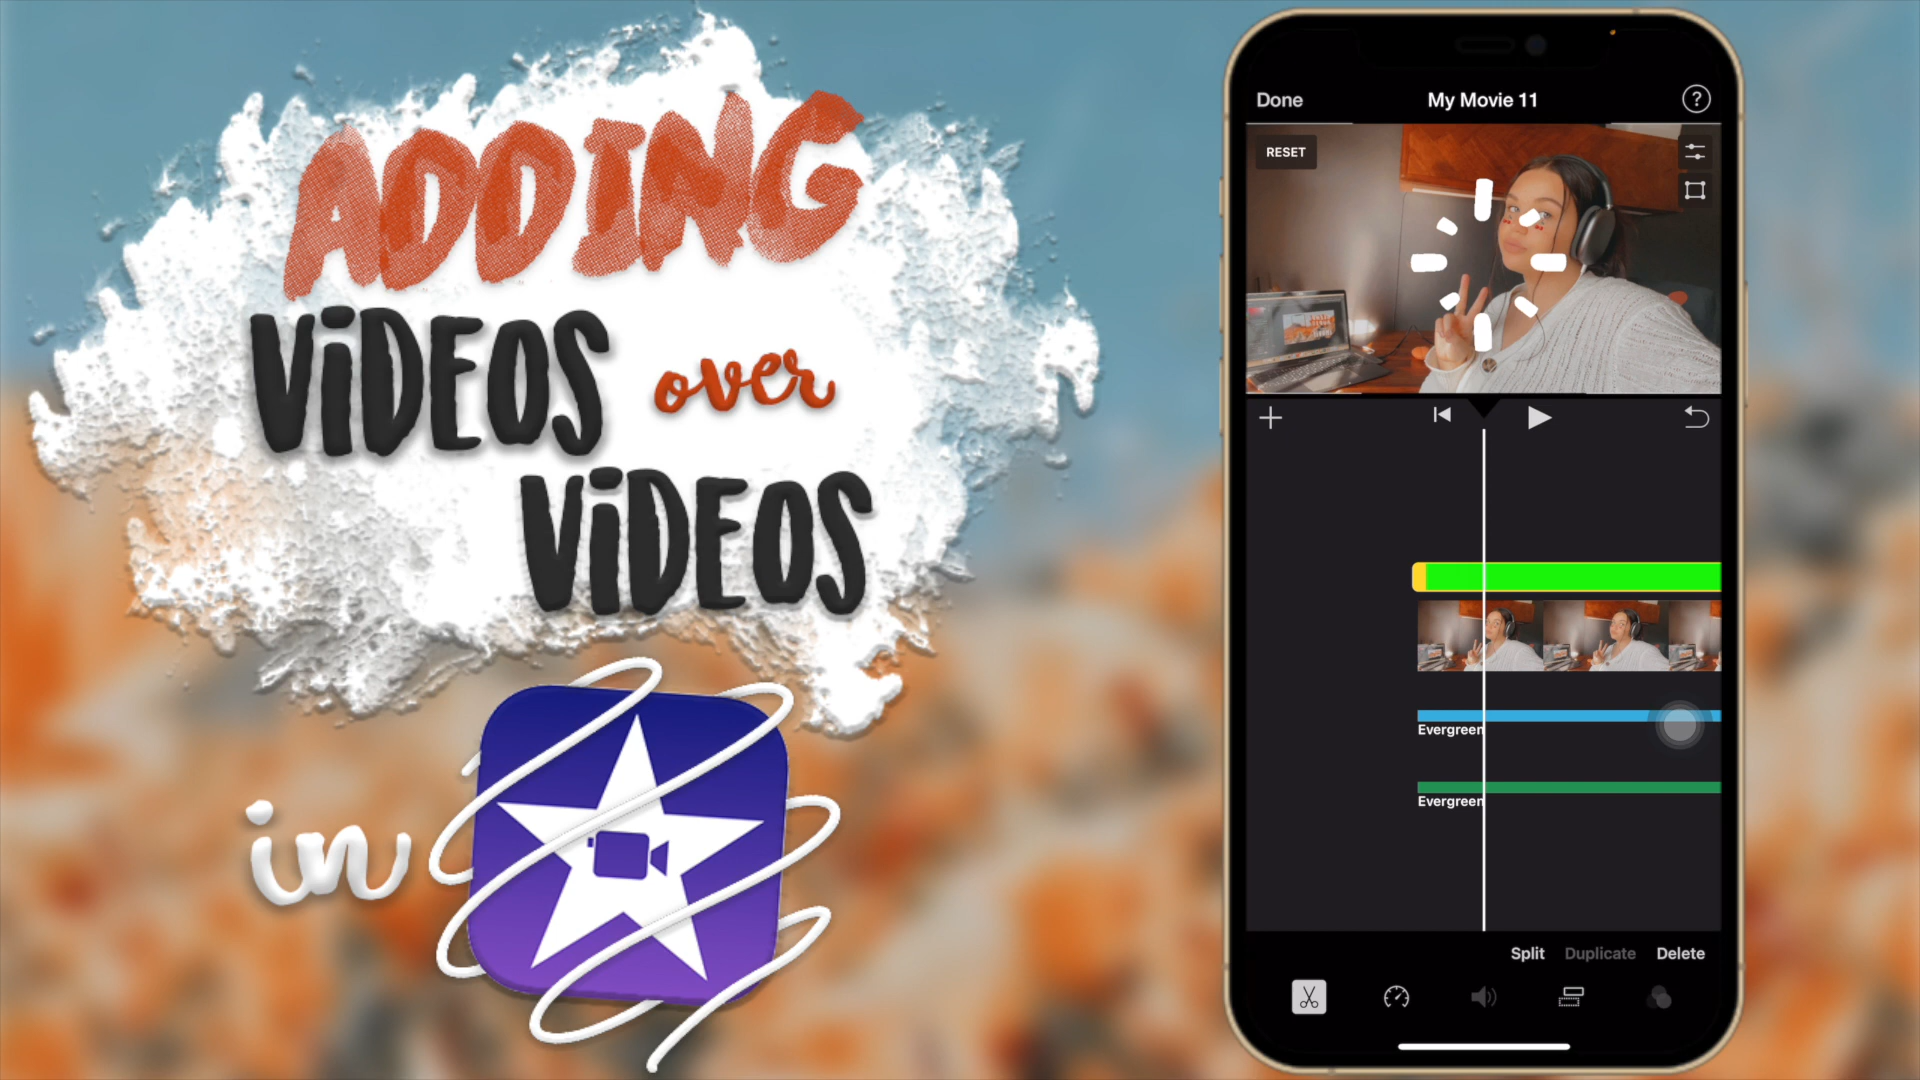 ADDING
ViDEOS over
ViDEOS
in
Done
My Movie 11
?
RESET
Evergreen
Evergreen
Split
Duplicate
Delete